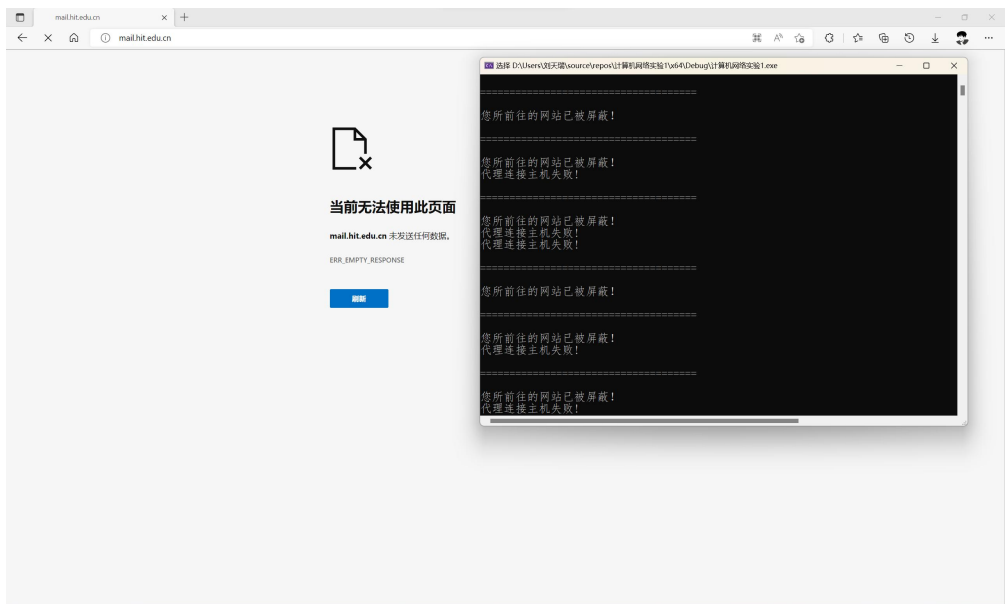 mail.hit.edu.cn
mail.hit.edu.cn
当前无法使用此页面
mail.hit.edu.cn 未发送任何数据。
ERR_EMPTY_RESPONSE
刷新
选择 D:\Users\刘天瑞\source\repos\计算机网络实验1\x64\Debug\计算机网络实验1.exe
=====================================
您所前往的网站已被屏蔽!
=====================================
您所前往的网站已被屏蔽!
代理连接主机失败!
=====================================
您所前往的网站已被屏蔽!
代理连接主机失败!
代理连接主机失败!
=====================================
您所前往的网站已被屏蔽!
=====================================
您所前往的网站已被屏蔽!
代理连接主机失败!
=====================================
您所前往的网站已被屏蔽!
代理连接主机失败!